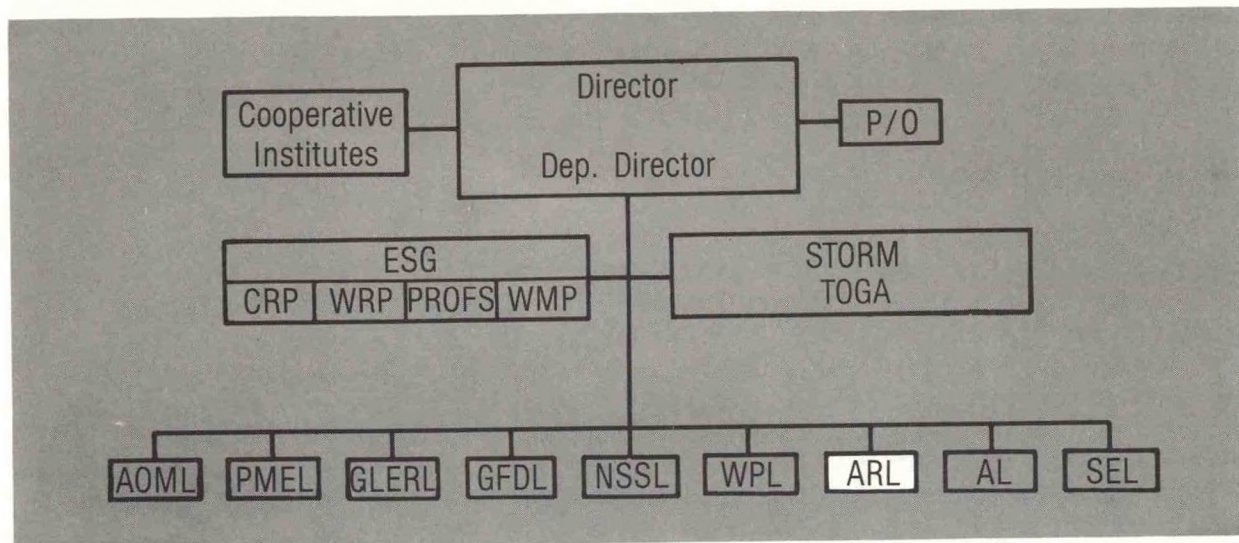 Director
Cooperative
Institutes
P/O
Dep. Director
ESG
CRP WRP PROFS WMP
STORM
TOGA
AOML PMEL GLERL GFDL NSSL WPL ARL AL SEL